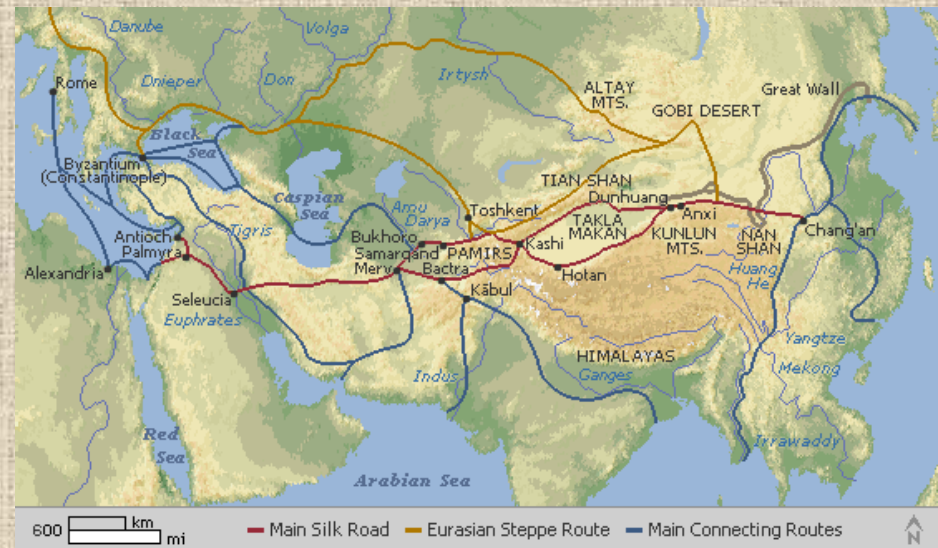 Danube
Volga
Rome
Dnieper
Don
Irtysh
ALTAY
MTS.
Great Wall
GOBI DESERT
Black
Sea
Byzantium
(Constantinople)
Caspian
Sea
TIAN SHAN
Dunhuang
Amu
Darya
Toshkent
Anxi
TAKLA
MAKAN
Tigris
Antioch
Bukhoro
Samarqand
PAMIRS
Kashi
KUNLUN
MTS.
NAN
SHAN
Chang'an
Palmyra
Alexandria
Merv
Bactra
Hotan
Huang
He
Seleucia
Kābul
Euphrates
HIMALAYAS
Yangtze
Indus
Ganges
Mekong
Red
Sea
Irrawaddy
Arabian Sea
600 km
mi
Main Silk Road
Eurasian Steppe Route
Main Connecting Routes
N